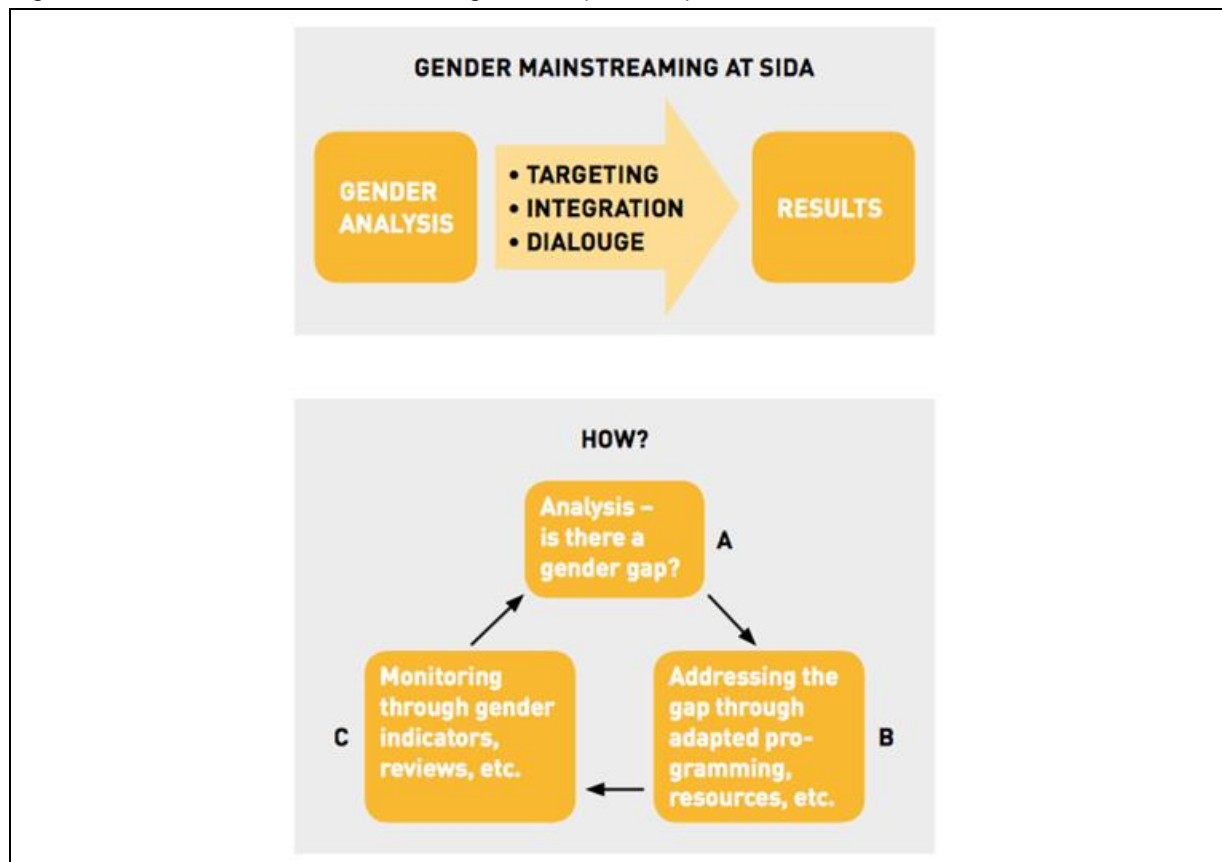 GENDER MAINSTREAMING AT SIDA
GENDER
ANALYSIS
• TARGETING
• INTEGRATION
• DIALOUGE
RESULTS
HOW?
Analysis –
is there a
gender gap?
A
Addressing the
gap through
adapted pro-
gramming,
resources, etc.
B
Monitoring
through gender
indicators,
reviews, etc.
C